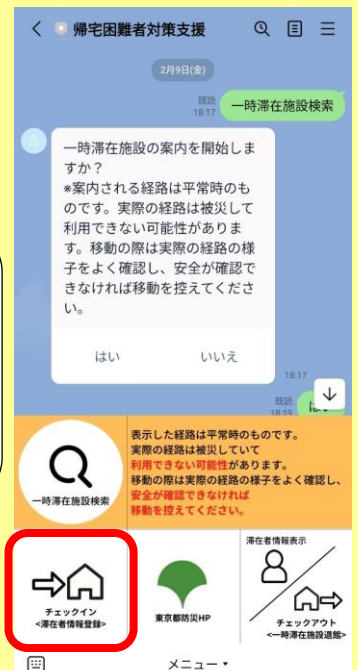 帰宅困難者対策支援
2月9日(金)
既読
18:17
一時滞在施設検索
一時滞在施設の案内を開始しま
すか？
*案内される経路は平常時のも
のです。実際の経路は被災して
利用できない可能性がありま
す。移動の際は実際の経路の様
子をよく確認し、安全が確認で
きなければ移動を控えてくださ
い。
はい
いいえ
18:17
既読
18:19
表示した経路は平常時のものです。
実際の経路は被災していて
利用できない可能性があります。
移動の際は実際の経路の様子をよく確認し、
安全が確認できなければ
移動を控えてください。
一時滞在施設検索
チェックイン
<滞在者情報登録>
東京都防災HP
滞在者情報表示
チェックアウト
<一時滞在施設退館>
メニュー▼